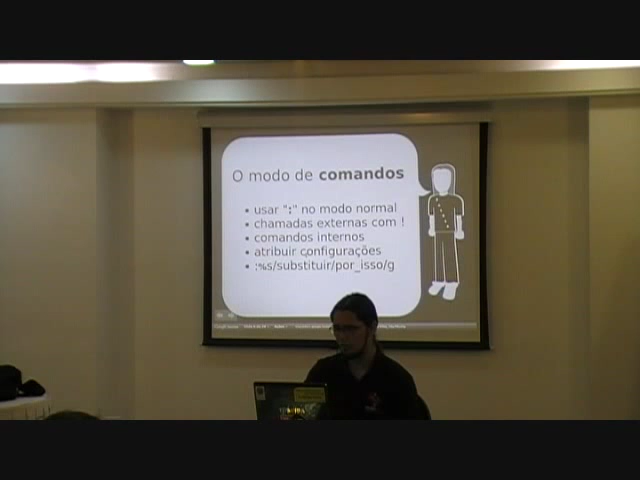 O modo de comandos
• usar ":" no modo normal
• chamadas externas com !
• comandos internos
• atribuir configurações
• :%s/substituir/por_isso/g